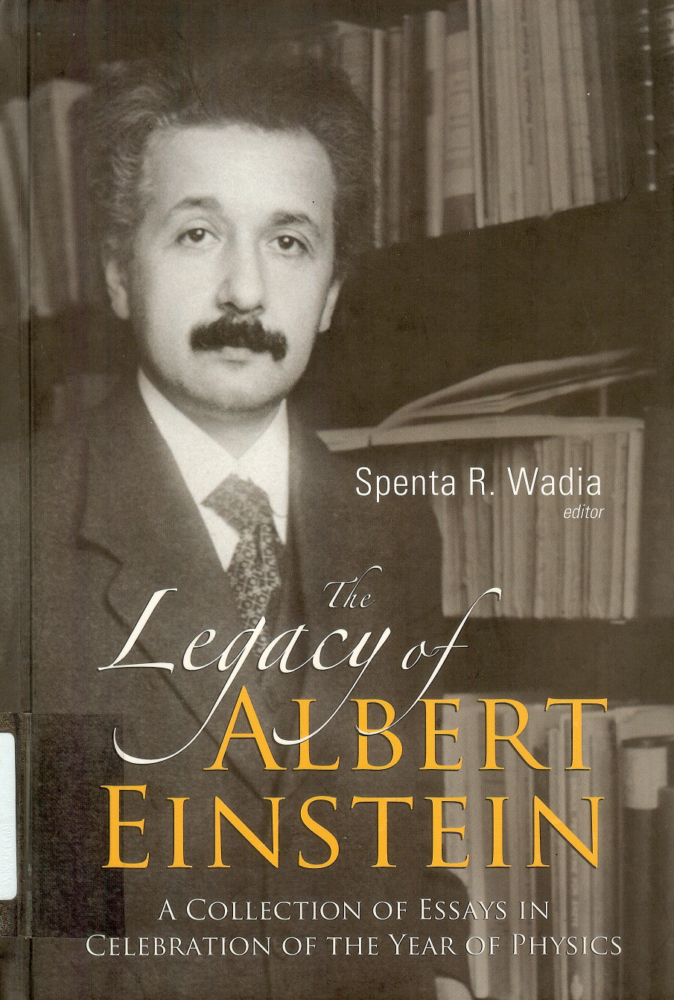 Spenta R. Wadia
editor
The
Legacy of
ALBERT
EINSTEIN
A COLLECTION OF ESSAYS IN
CELEBRATION OF THE YEAR OF PHYSICS